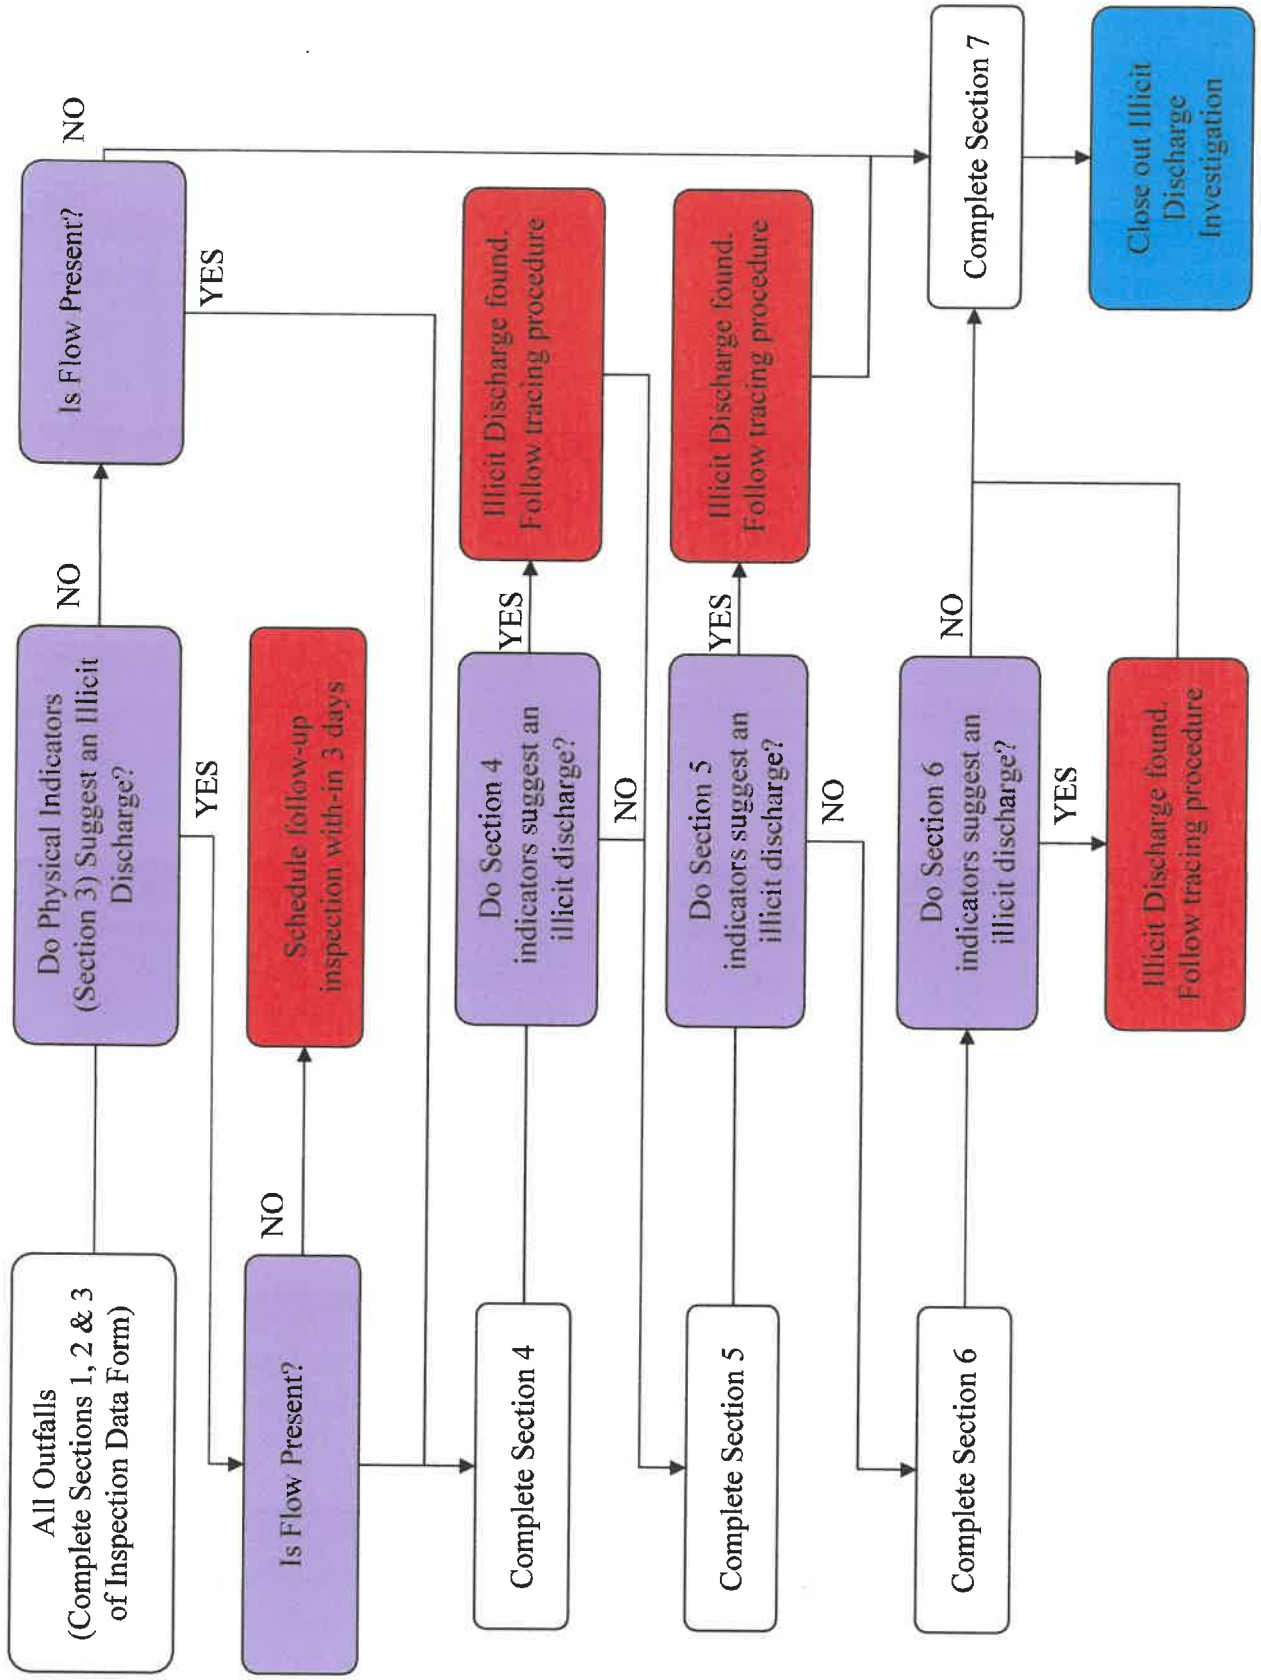 All Outfalls
(Complete Sections 1, 2 & 3
of Inspection Data Form)
Do Physical Indicators
(Section 3) Suggest an Illicit
Discharge?
NO
Is Flow Present?
NO
YES
YES
Is Flow Present?
NO
Schedule follow-up
inspection with-in 3 days
Complete Section 4
Do Section 4
indicators suggest an
illicit discharge?
YES
Illicit Discharge found.
Follow tracing procedure
NO
Complete Section 5
Do Section 5
indicators suggest an
illicit discharge?
YES
Illicit Discharge found.
Follow tracing procedure
NO
Complete Section 6
Do Section 6
indicators suggest an
illicit discharge?
NO
YES
Illicit Discharge found.
Follow tracing procedure
Complete Section 7
Close out Illicit
Discharge
Investigation